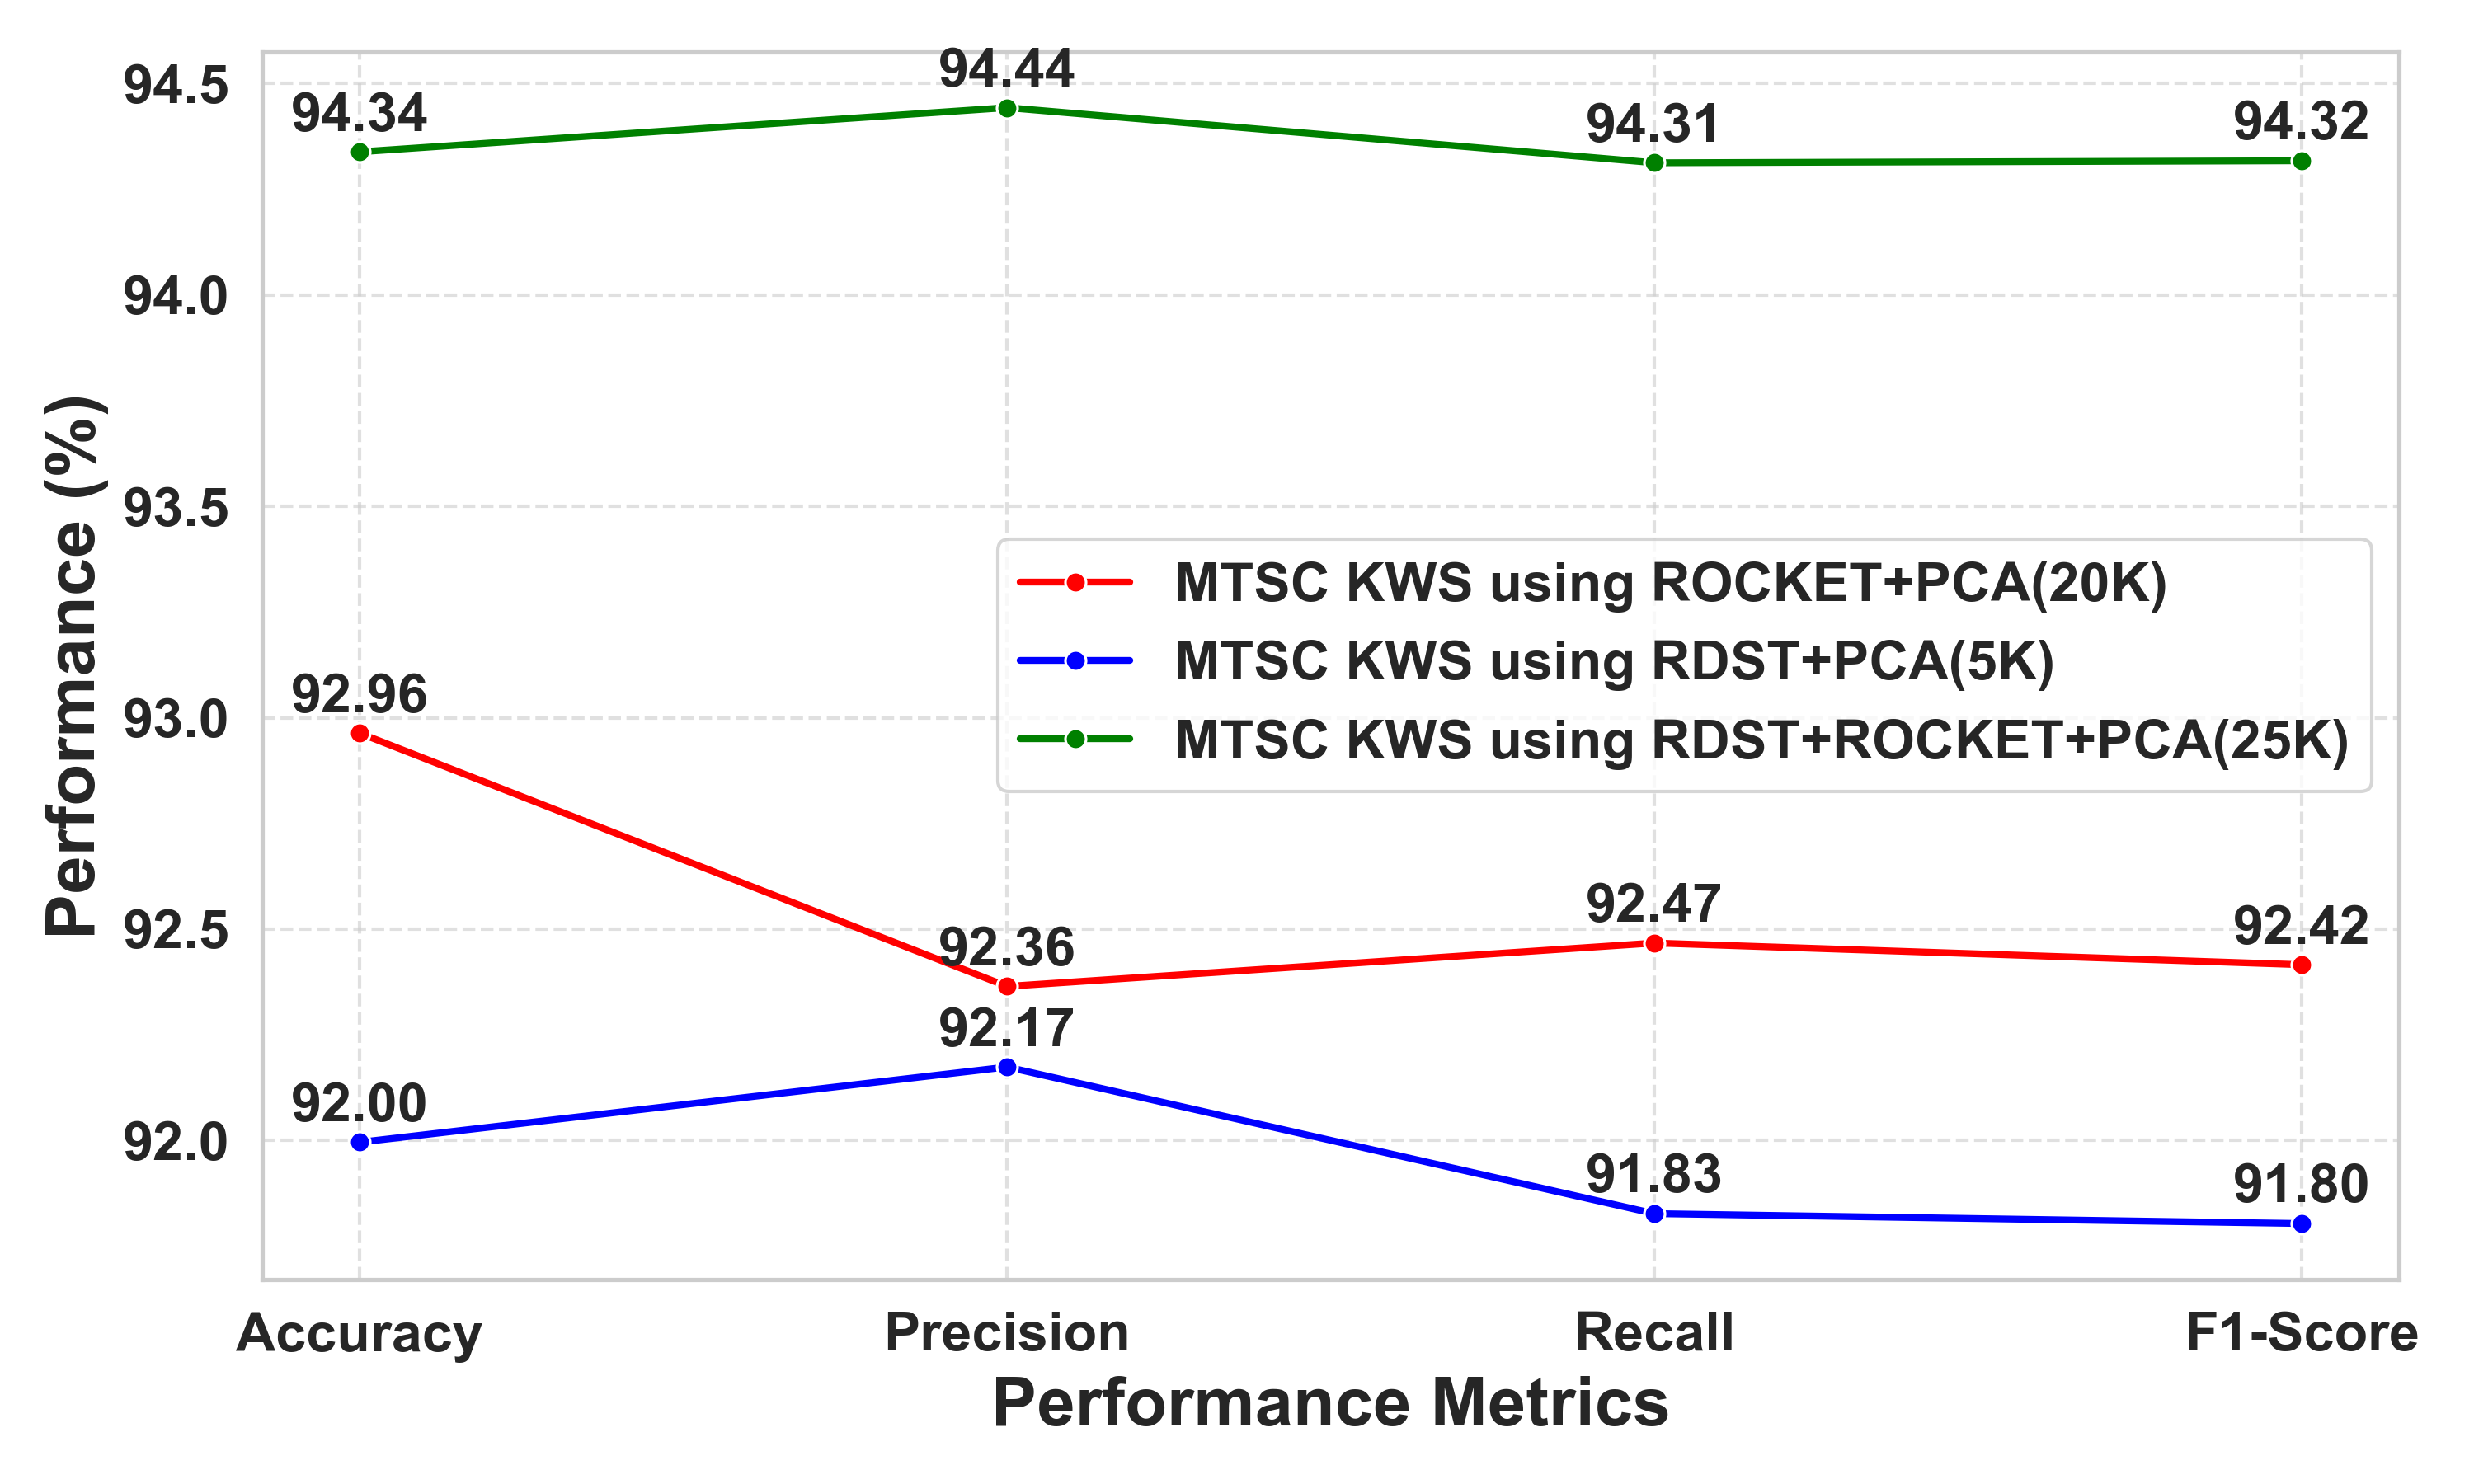 94.5
94.0
93.5
93.0
92.5
92.0
Performance (%)
94.34
94.44
94.31
94.32
92.96
92.36
92.47
92.42
92.00
92.17
91.83
91.80
MTSC KWS using ROCKET+PCA(20K)
MTSC KWS using RDST+PCA(5K)
MTSC KWS using RDST+ROCKET+PCA(25K)
Accuracy
Precision
Recall
F1-Score
Performance Metrics